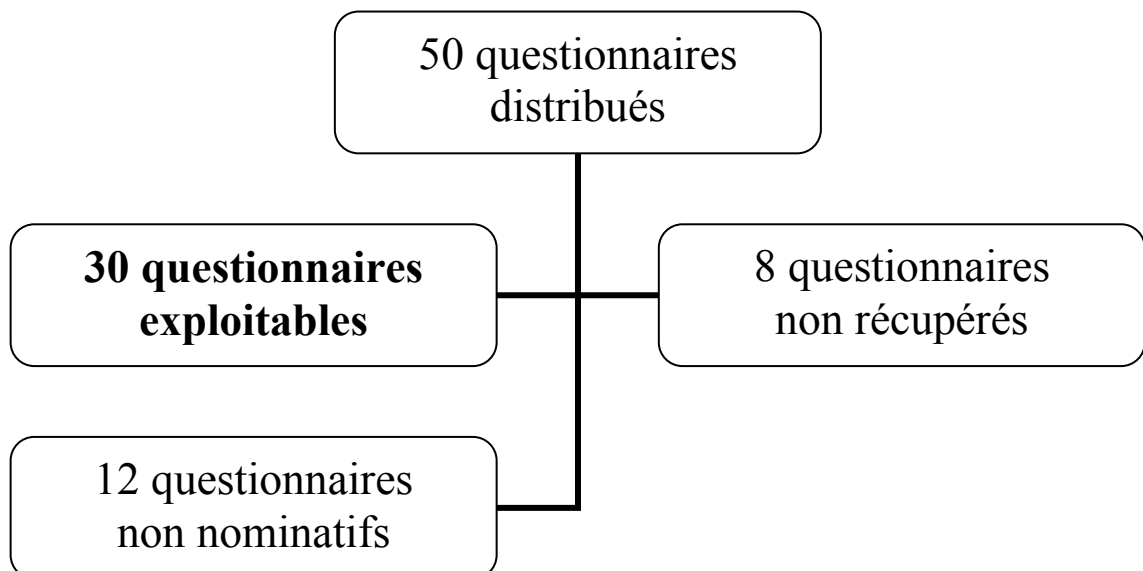 50 questionnaires
distribués
30 questionnaires
exploitables
8 questionnaires
non récupérés
12 questionnaires
non nominatifs